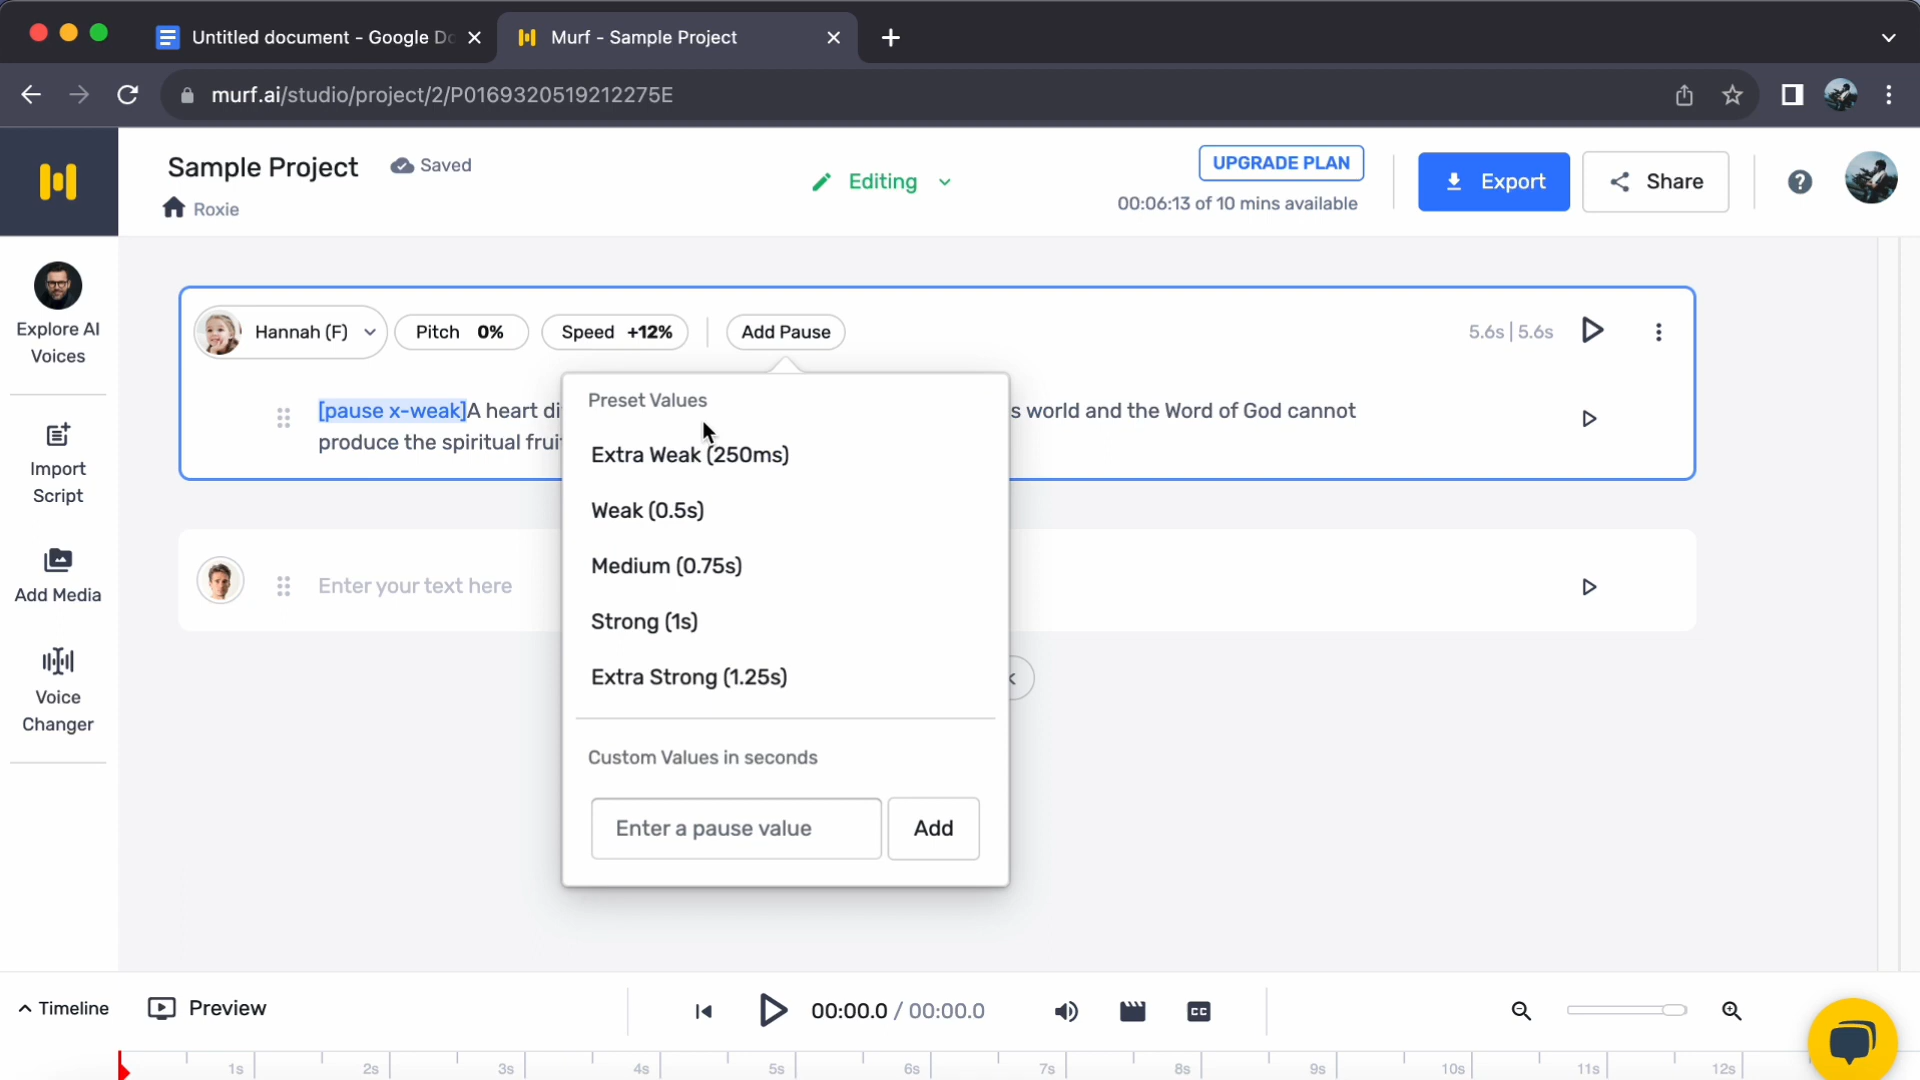 Untitled document - Google Do
Murf - Sample Project
murf.ai/studio/project/2/P016932051921227​5E
Sample Project
Saved
Roxie
Editing
UPGRADE PLAN
00:06:13 of 10 mins available
Export
Share
Explore AI
Voices
Import
Script
Add Media
Voice
Changer
Hannah (F)
Pitch 0%
Speed +12%
Add Pause
5.6s | 5.6s
[pause x-weak]A heart di
s world and the Word of God cannot
produce the spiritual frui
Enter your text here
Preset Values
Extra Weak (250ms)
Weak (0.5s)
Medium (0.75s)
Strong (1s)
Extra Strong (1.25s)
Custom Values in seconds
Enter a pause value
Add
Timeline
Preview
00:00.0 / 00:00.0
CC
1s 2s 3s 4s 5s 6s 7s 8s 9s 10s 11s 12s